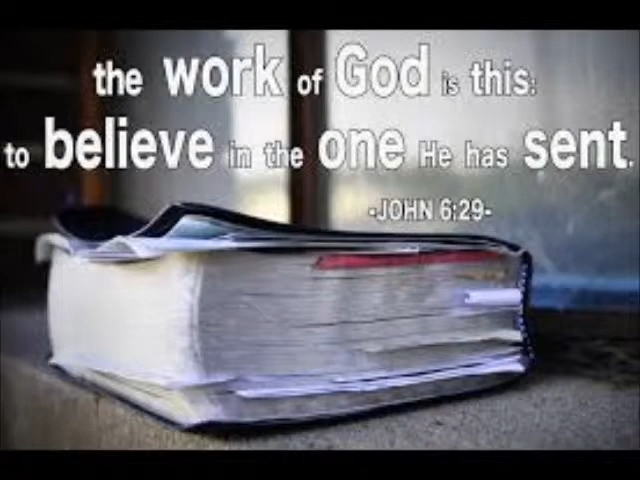 the work of God is this:
to believe in the one He has sent.
-JOHN 6:29-